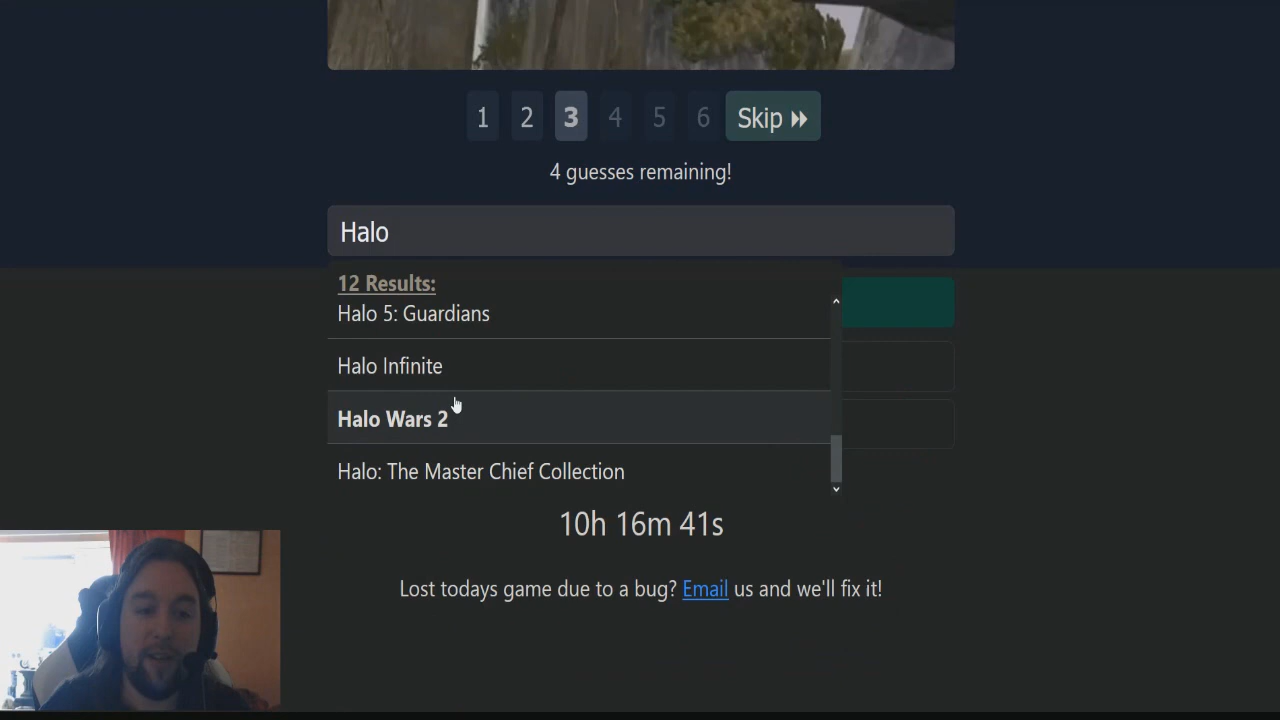 1 2 3 4 5 6 Skip
4 guesses remaining!
Halo
12 Results:
Halo 5: Guardians
Halo Infinite
Halo Wars 2
Halo: The Master Chief Collection
10h 16m 41s
Lost todays game due to a bug? Email us and we'll fix it!